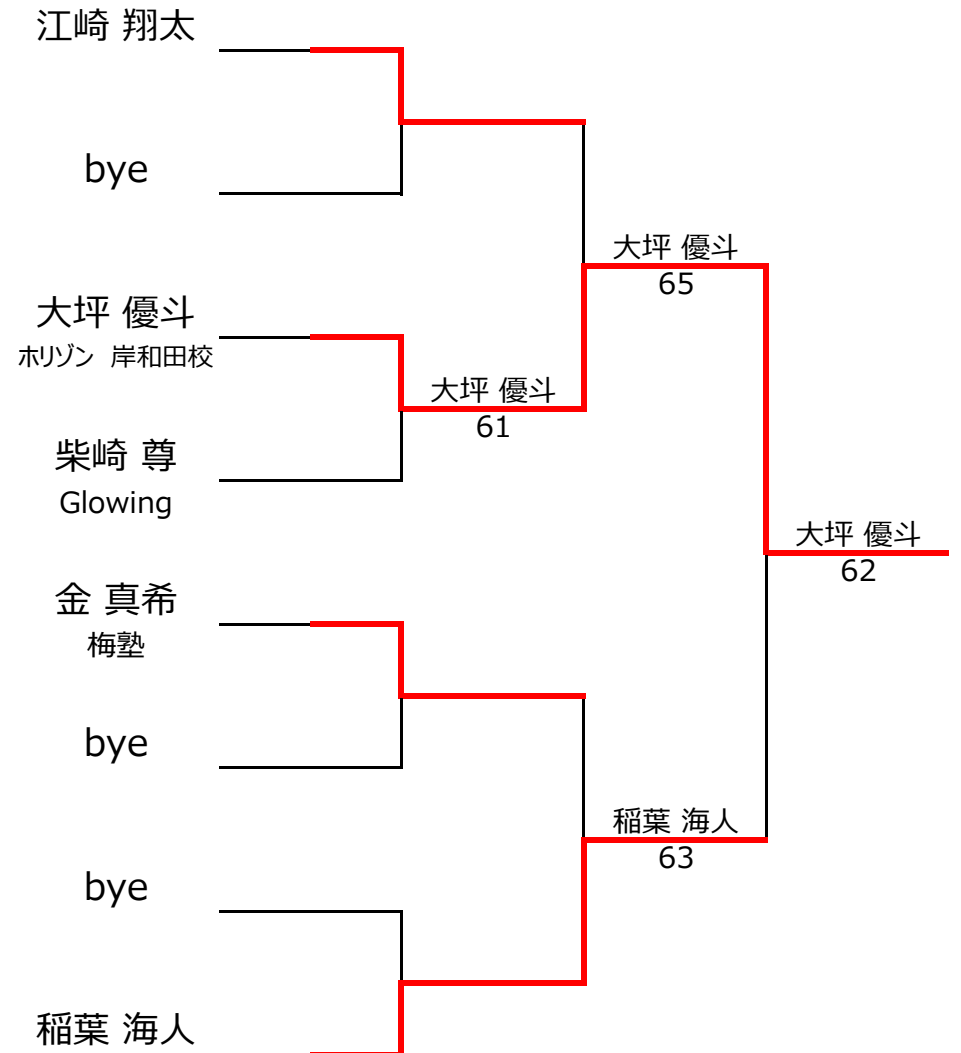 江崎 翔太
bye
大坪 優斗
65
大坪 優斗
ホリゾン 岸和田校
大坪 優斗
61
柴崎 尊
Glowing
大坪 優斗
62
金 真希
梅塾
bye
稲葉 海人
63
bye
稲葉 海人